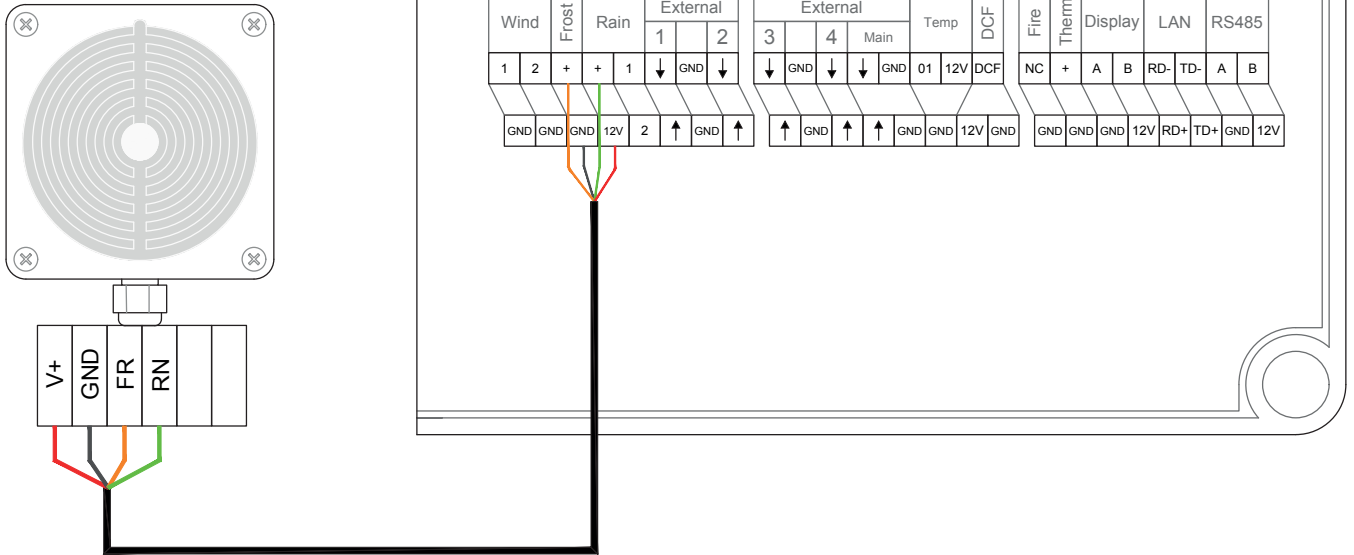 Wind Frost Rain External External Temp DCF Fire Therm Display LAN RS485
1 2 3 4 Main
1 2 + + 1 ↓ GND ↓ ↓ GND ↓ ↓ GND 01 12V DCF NC + A B RD- TD- A B
GND GND GND 12V 2 ↑ GND ↑ ↑ GND ↑ ↑ GND GND 12V GND GND GND GND 12V RD+ TD+ GND 12V
V+ GND FR RN